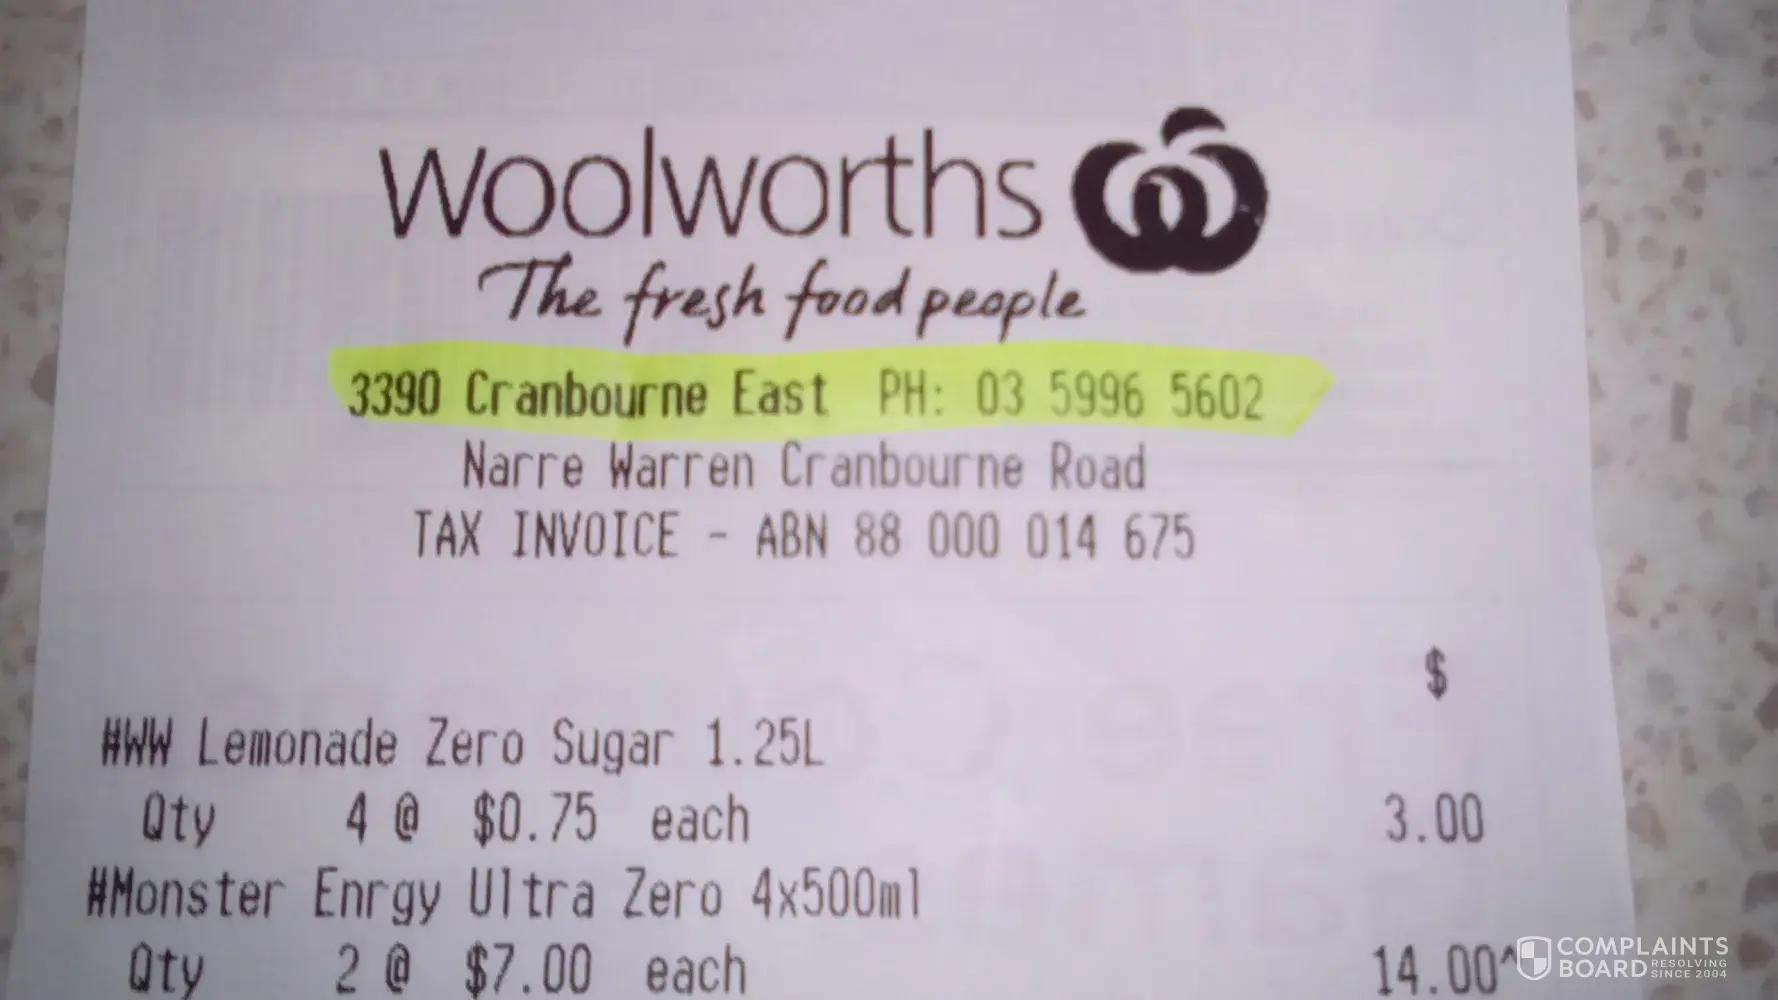 Woolworths
The fresh food people
3390 Cranbourne East PH: 03 5996 5602
Narre Warren Cranbourne Road
TAX INVOICE - ABN 88 000 014 675
$
#WW Lemonade Zero Sugar 1.25L
Qty 4 @ $0.75 each 3.00
#Monster Enrgy Ultra Zero 4x500ml
Qty 2 @ $7.00 each 14.00^
COMPLAINTS
BOARD RESOLVING
SINCE 2004